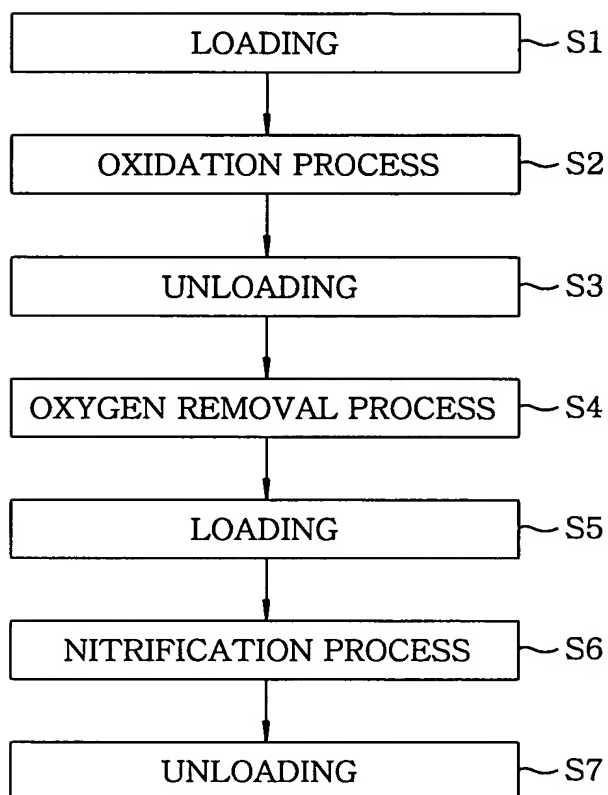 LOADING S1
OXIDATION PROCESS S2
UNLOADING S3
OXYGEN REMOVAL PROCESS S4
LOADING S5
NITRIFICATION PROCESS S6
UNLOADING S7